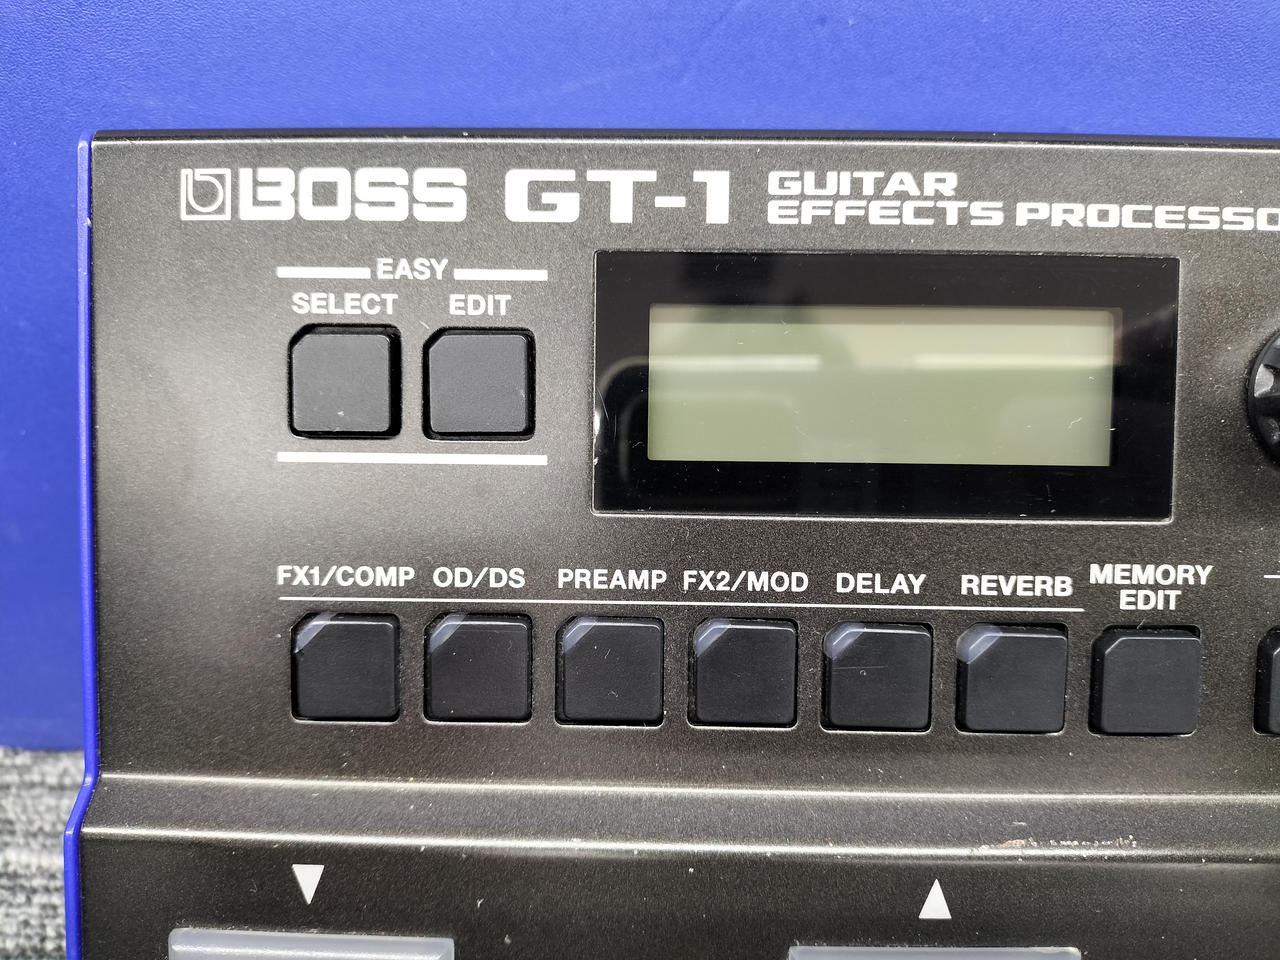 BOSS GT-1 GUITAR
EFFECTS PROCESSO
EASY
SELECT EDIT
FX1/COMP OD/DS PREAMP FX2/MOD DELAY REVERB MEMORY
EDIT